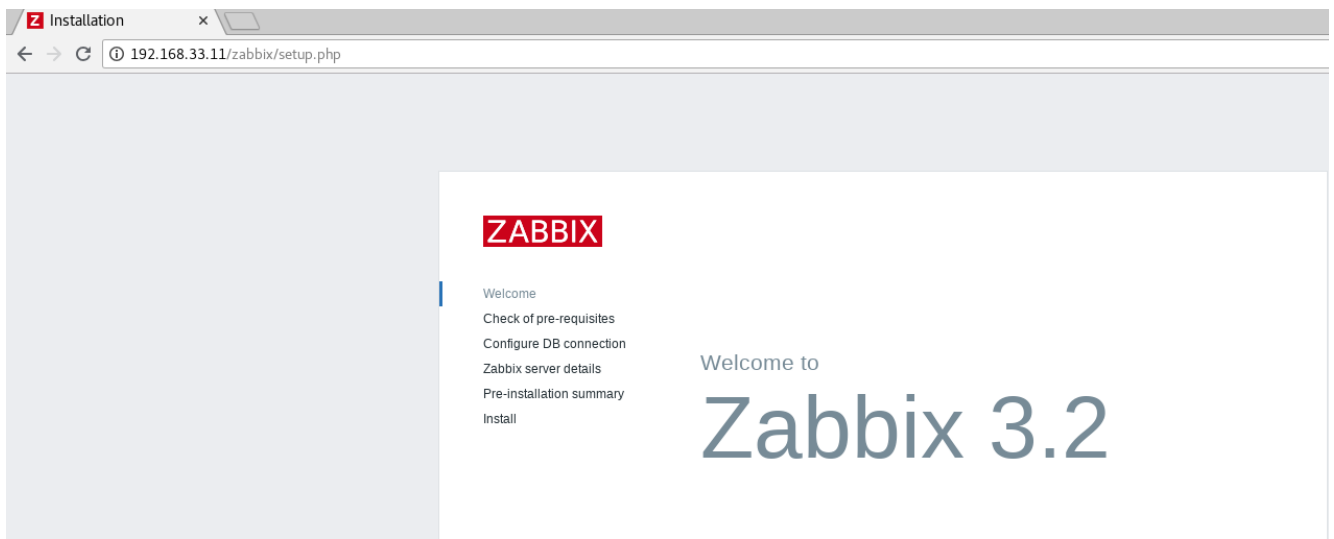 Z Installation ×
192.168.33.11/zabbix/setup.php
ZABBIX
Welcome
Check of pre-requisites
Configure DB connection
Zabbix server details
Pre-installation summary
Install
Welcome to
Zabbix 3.2